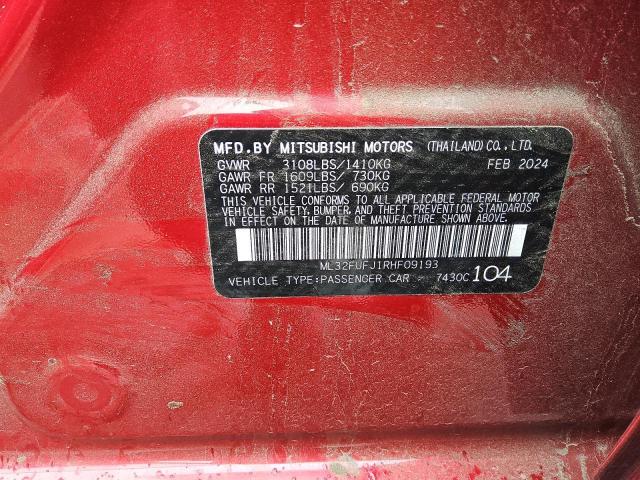 MFD.BY MITSUBISHI MOTORS (THAILAND)CO.,LTD.
GVWR 3108LBS/1410KG FEB 2024
GAWR FR 1609LBS/ 730KG
GAWR RR 1521LBS/ 690KG
THIS VEHICLE CONFORMS TO ALL APPLICABLE FEDERAL MOTOR
VEHICLE SAFETY, BUMPER, AND THEFT PREVENTION STANDARDS
IN EFFECT ON THE DATE OF MANUFACTURE SHOWN ABOVE.
ML32FUFJ1RHF09193
VEHICLE TYPE:PASSENGER CAR 7430C 104